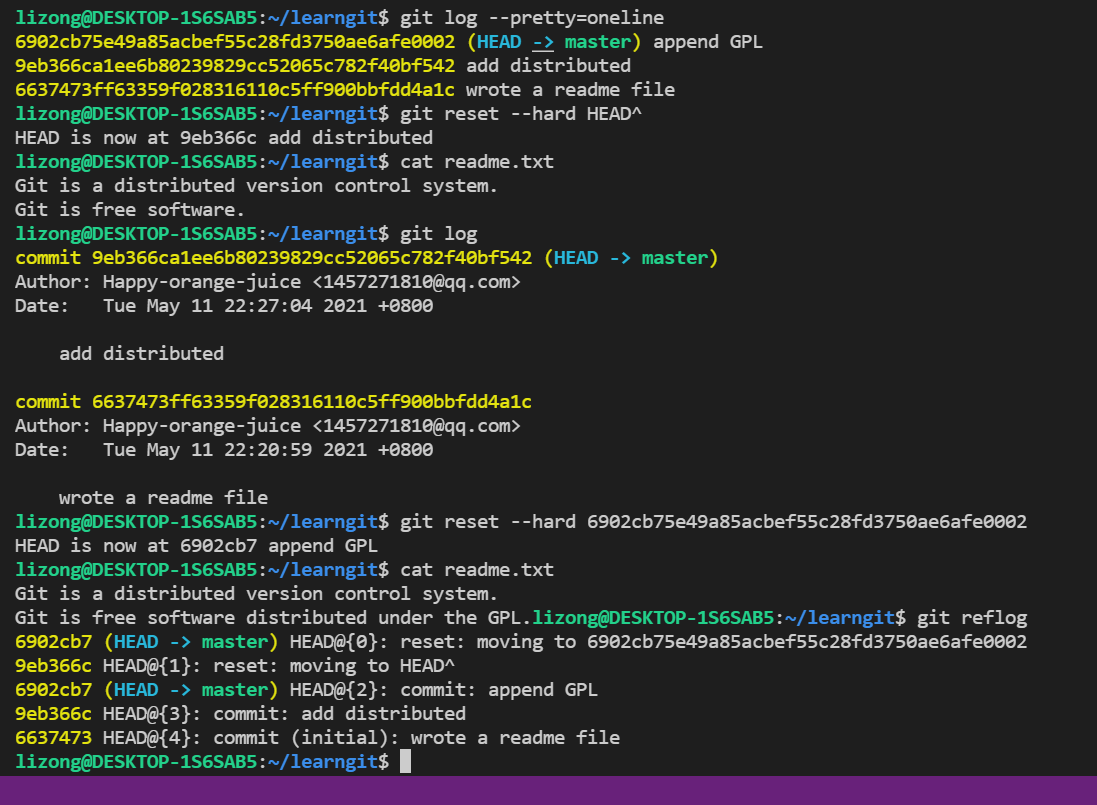 lizong@DESKTOP-1S6SAB5:~/learngit$ git log --pretty=oneline
6902cb75e49a85acbef55c28fd3750ae6afe0002 (HEAD -> master) append GPL
9eb366ca1ee6b80239829cc52065c782f40bf542 add distributed
6637473ff63359f028316110c5ff900bbfdd4a1c wrote a readme file
lizong@DESKTOP-1S6SAB5:~/learngit$ git reset --hard HEAD^
HEAD is now at 9eb366c add distributed
lizong@DESKTOP-1S6SAB5:~/learngit$ cat readme.txt
Git is a distributed version control system.
Git is free software.
lizong@DESKTOP-1S6SAB5:~/learngit$ git log
commit 9eb366ca1ee6b80239829cc52065c782f40bf542 (HEAD -> master)
Author: Happy-orange-juice <1457271810@qq.com>
Date:   Tue May 11 22:27:04 2021 +0800

    add distributed

commit 6637473ff63359f028316110c5ff900bbfdd4a1c
Author: Happy-orange-juice <1457271810@qq.com>
Date:   Tue May 11 22:20:59 2021 +0800

    wrote a readme file
lizong@DESKTOP-1S6SAB5:~/learngit$ git reset --hard 6902cb75e49a85acbef55c28fd3750ae6afe0002
HEAD is now at 6902cb7 append GPL
lizong@DESKTOP-1S6SAB5:~/learngit$ cat readme.txt
Git is a distributed version control system.
Git is free software distributed under the GPL.lizong@DESKTOP-1S6SAB5:~/learngit$ git reflog
6902cb7 (HEAD -> master) HEAD@{0}: reset: moving to 6902cb75e49a85acbef55c28fd3750ae6afe0002
9eb366c HEAD@{1}: reset: moving to HEAD^
6902cb7 (HEAD -> master) HEAD@{2}: commit: append GPL
9eb366c HEAD@{3}: commit: add distributed
6637473 HEAD@{4}: commit (initial): wrote a readme file
lizong@DESKTOP-1S6SAB5:~/learngit$